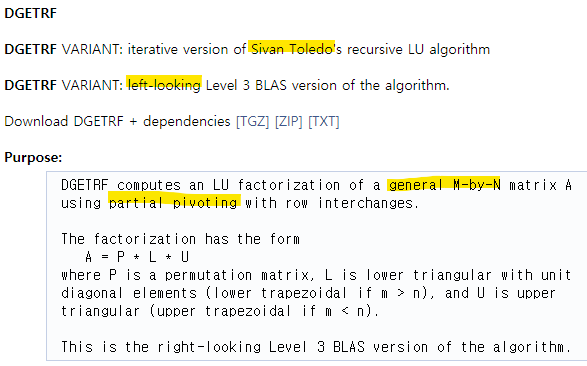 DGETRF
DGETRF VARIANT: iterative version of Sivan Toledo's recursive LU algorithm
DGETRF VARIANT: left-looking Level 3 BLAS version of the algorithm.
Download DGETRF + dependencies [TGZ] [ZIP] [TXT]
Purpose:
DGETRF computes an LU factorization of a general M-by-N matrix A
using partial pivoting with row interchanges.
The factorization has the form
A = P * L * U
where P is a permutation matrix, L is lower triangular with unit
diagonal elements (lower trapezoidal if m > n), and U is upper
triangular (upper trapezoidal if m < n).
This is the right-looking Level 3 BLAS version of the algorithm.